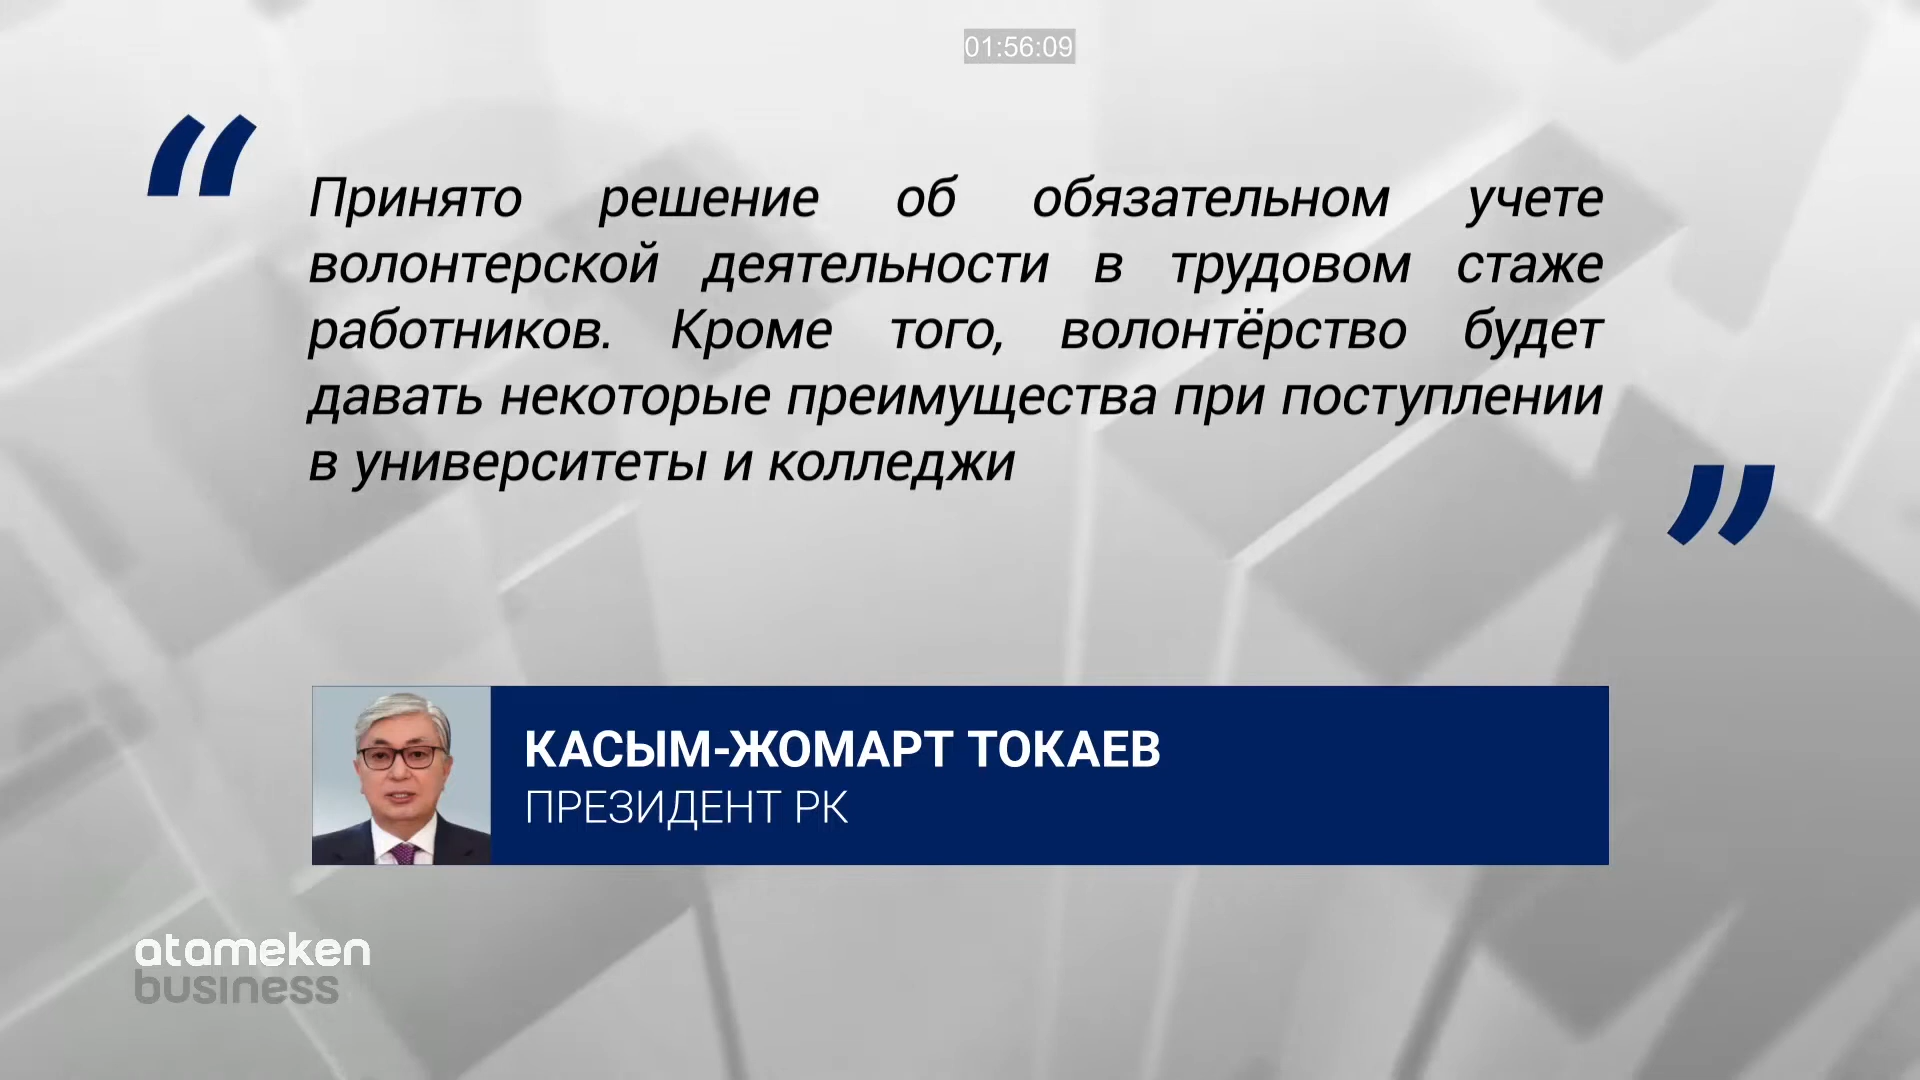 01:56:09
Принято решение об обязательном учете
волонтерской деятельности в трудовом стаже
работников. Кроме того, волонтёрство будет
давать некоторые преимущества при поступлении
в университеты и колледжи
КАСЫМ-ЖОМАРТ ТОКАЕВ
ПРЕЗИДЕНТ РК
atameken
business